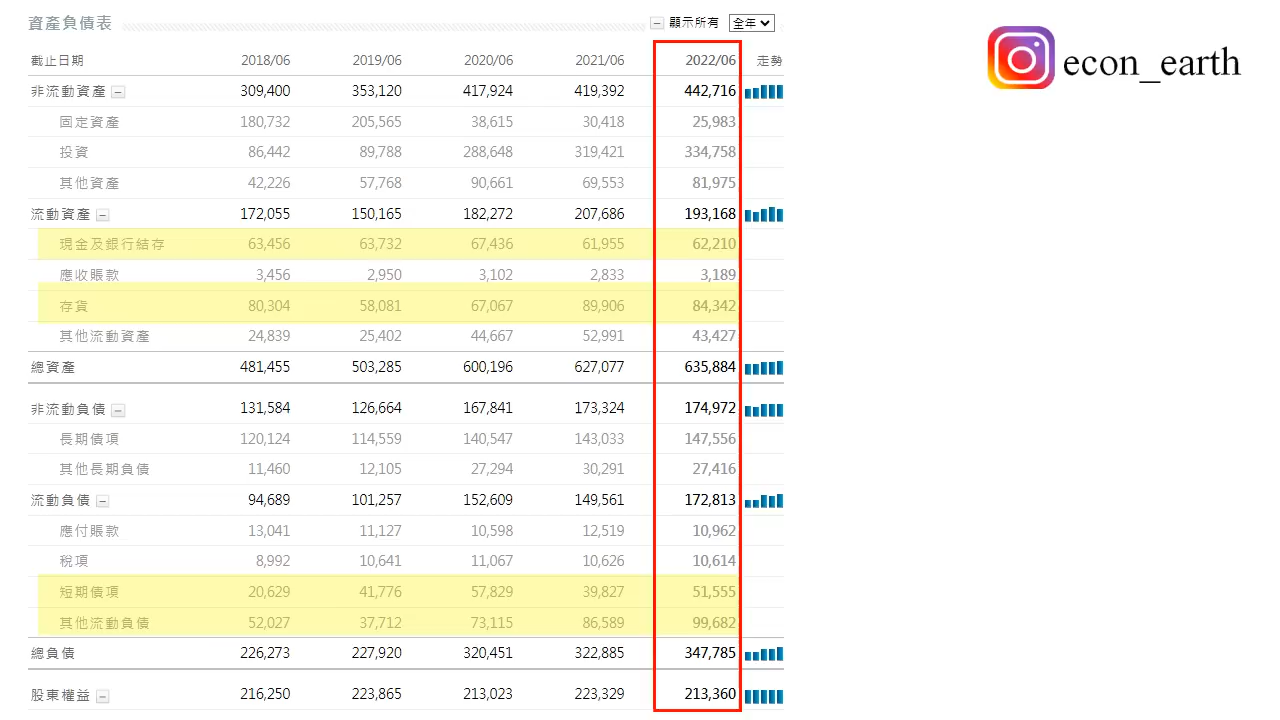 資產負債表 顯示所有 全年
econ_earth
截止日期 2018/06 2019/06 2020/06 2021/06 2022/06 走勢
非流動資產 309,400 353,120 417,924 419,392 442,716
固定資產 180,732 205,565 38,615 30,418 25,983
投資 86,442 89,788 288,648 319,421 334,758
其他資產 42,226 57,768 90,661 69,553 81,975
流動資產 172,055 150,165 182,272 207,686 193,168
現金及銀行結存 63,456 63,732 67,436 61,955 62,210
應收賬款 3,456 2,950 3,102 2,833 3,189
存貨 80,304 58,081 67,067 89,906 84,342
其他流動資產 24,839 25,402 44,667 52,991 43,427
總資產 481,455 503,285 600,196 627,077 635,884
非流動負債 131,584 126,664 167,841 173,324 174,972
長期債項 120,124 114,559 140,547 143,033 147,556
其他長期負債 11,460 12,105 27,294 30,291 27,416
流動負債 94,689 101,257 152,609 149,561 172,813
應付賬款 13,041 11,127 10,598 12,519 10,962
稅項 8,992 10,641 11,067 10,626 10,614
短期債項 20,629 41,776 57,829 39,827 51,555
其他流動負債 52,027 37,712 73,115 86,589 99,682
總負債 226,273 227,920 320,451 322,885 347,785
股東權益 216,250 223,865 213,023 223,329 213,360